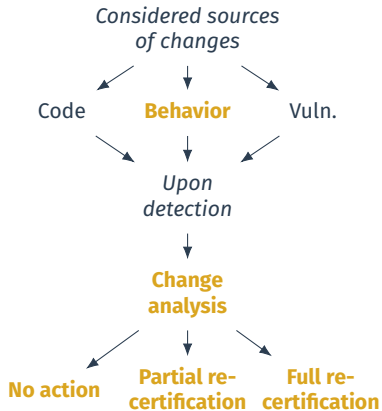 Considered sources
of changes
Code Behavior Vuln.
Upon
detection
Change
analysis
No action
Partial re-
certification
Full re-
certification